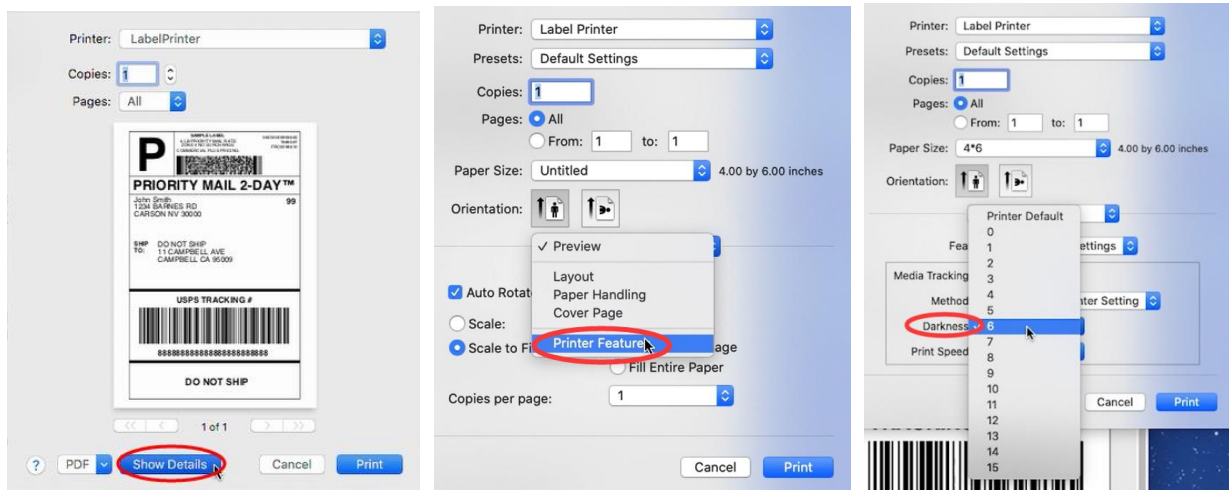 Printer: LabelPrinter
Copies: 1
Pages: All
P
SAMPLE LABEL
PRIORITY MAIL 2-DAY™
John Smith 99
1234 BARNES RD
CARSON NV 30000
SHIP TO: DO NOT SHIP
11 CAMPBELL AVE
CAMPBELL CA 95009
USPS TRACKING #
DO NOT SHIP
1 of 1
? PDF Show Details Cancel Print
Printer: Label Printer
Presets: Default Settings
Copies: 1
Pages: All
From: 1 to: 1
Paper Size: Untitled 4.00 by 6.00 inches
Orientation:
✓ Preview
Layout
Auto Rotat Paper Handling
Cover Page
Scale:
Printer Feature
Scale to Fi age
Fill Entire Paper
Copies per page: 1
Cancel Print
Printer: Label Printer
Presets: Default Settings
Copies: 1
Pages: All
From: 1 to: 1
Paper Size: 4*6 4.00 by 6.00 inches
Orientation:
Printer Default
0
Fea 1 ettings
2
Media Tracking 3
4
Method nter Setting
5
Darkness ✓ 6
7
Print Speed 8
9
10
11 Cancel Print
12
13
14
15